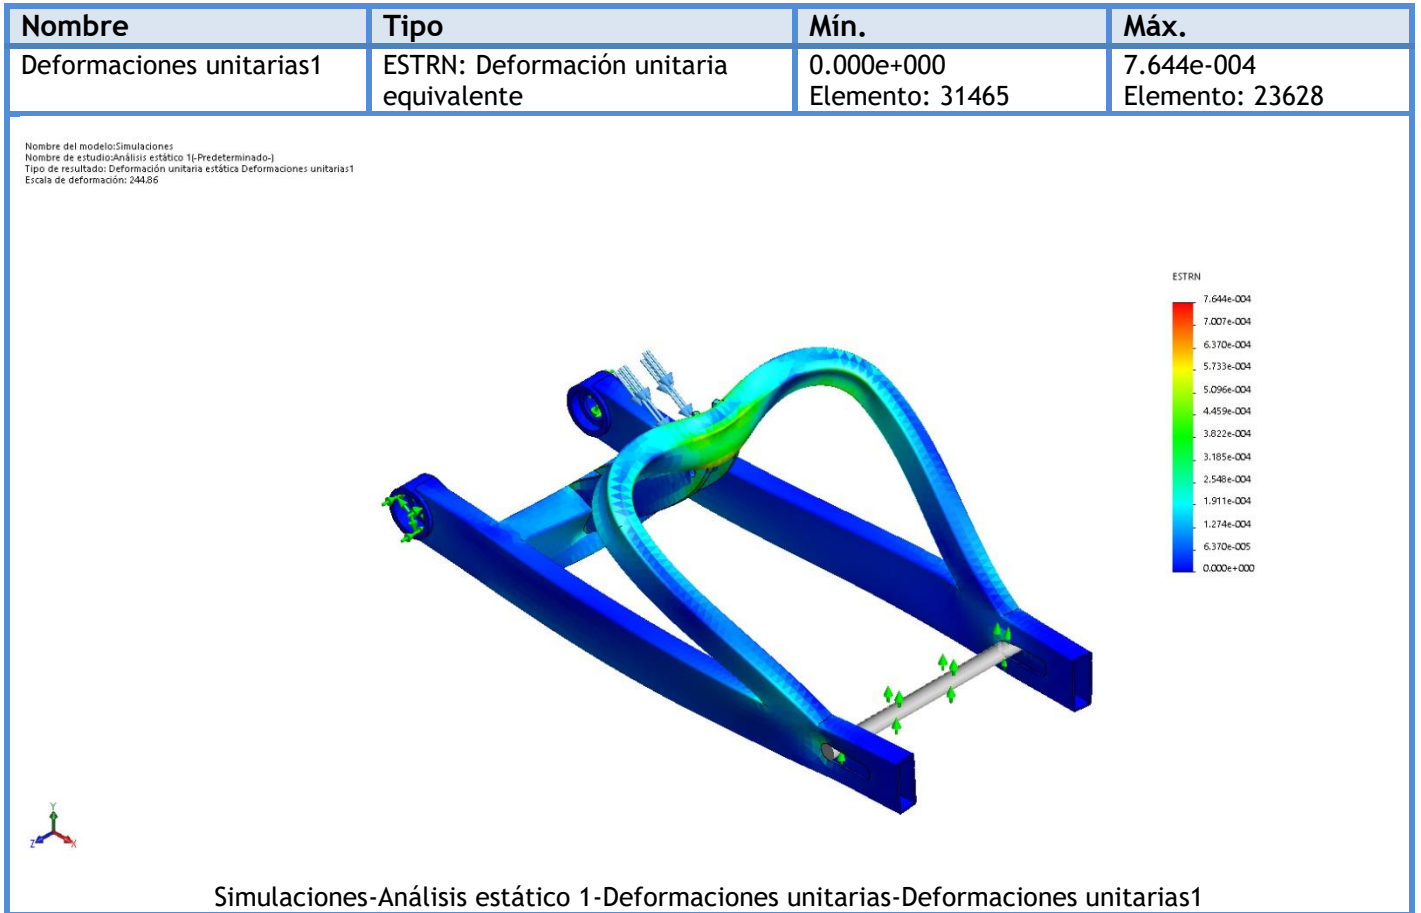 Nombre Tipo Mín. Máx.
Deformaciones unitarias1 ESTRN: Deformación unitaria 0.000e+000 7.644e-004
equivalente Elemento: 31465 Elemento: 23628
Nombre del modelo:Simulaciones
Nombre de estudio:Análisis estático 1(-Predeterminado-)
Tipo de resultado: Deformación unitaria estática Deformaciones unitarias1
Escala de deformación: 244.86
ESTRN
7.644e-004
7.007e-004
6.370e-004
5.733e-004
5.096e-004
4.459e-004
3.822e-004
3.185e-004
2.548e-004
1.911e-004
1.274e-004
6.370e-005
0.000e+000
Y
Z
X
Simulaciones-Análisis estático 1-Deformaciones unitarias-Deformaciones unitarias1